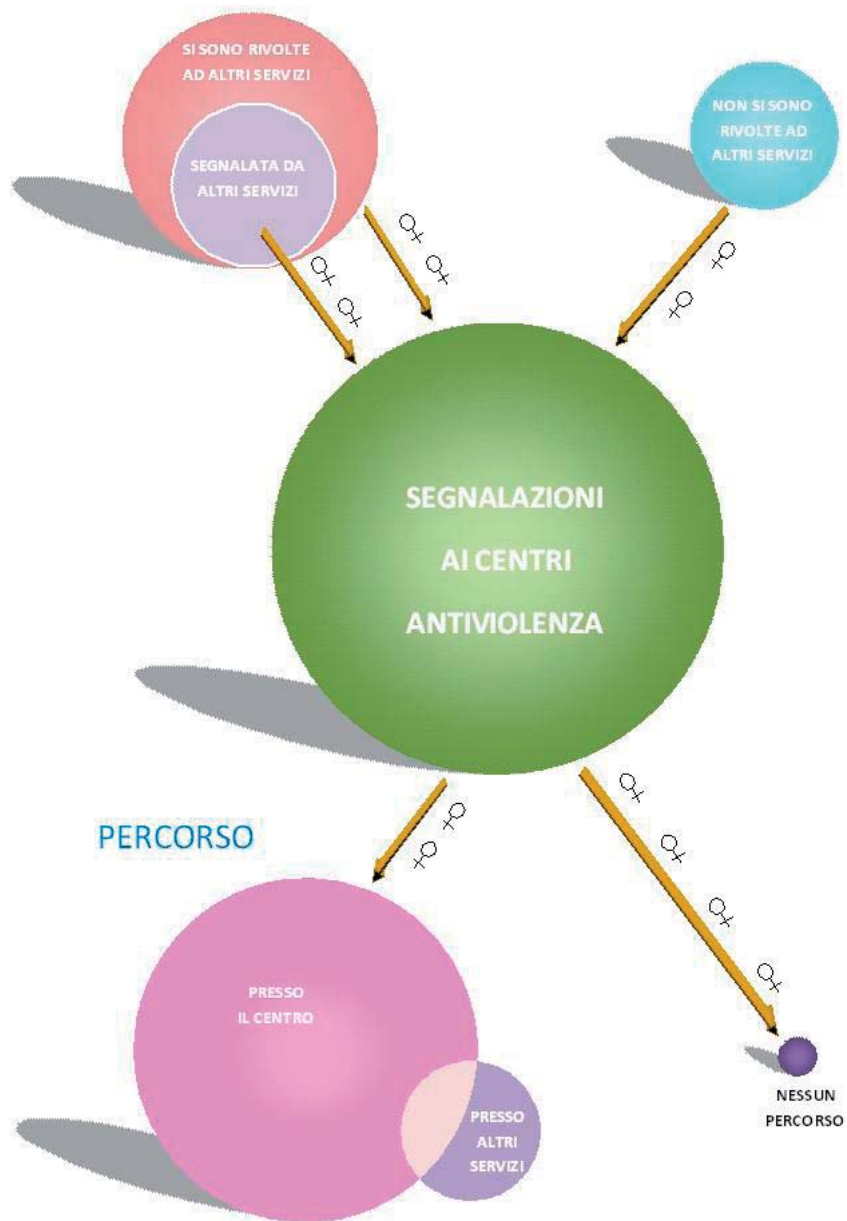 SI SONO RIVOLTE
AD ALTRI SERVIZI
SEGNALATA DA
ALTRI SERVIZI
NON SI SONO
RIVOLTE AD
ALTRI SERVIZI
SEGNALAZIONI
AI CENTRI
ANTIVIOLENZA
PERCORSO
PRESSO
IL CENTRO
PRESSO
ALTRI
SERVIZI
NESSUN
PERCORSO